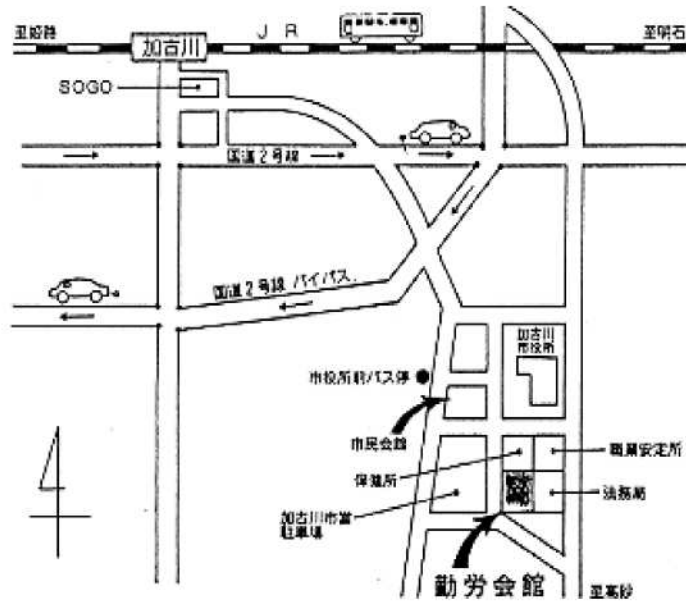 至姫路
加古川
JR
至明石
SOGO
国道2号線
国道2号線 バイパス
加古川
市役所
市役所前バス停
市民会館
保健所
職業安定所
加古川市営
駐車場
法務局
勤労会館
至高砂